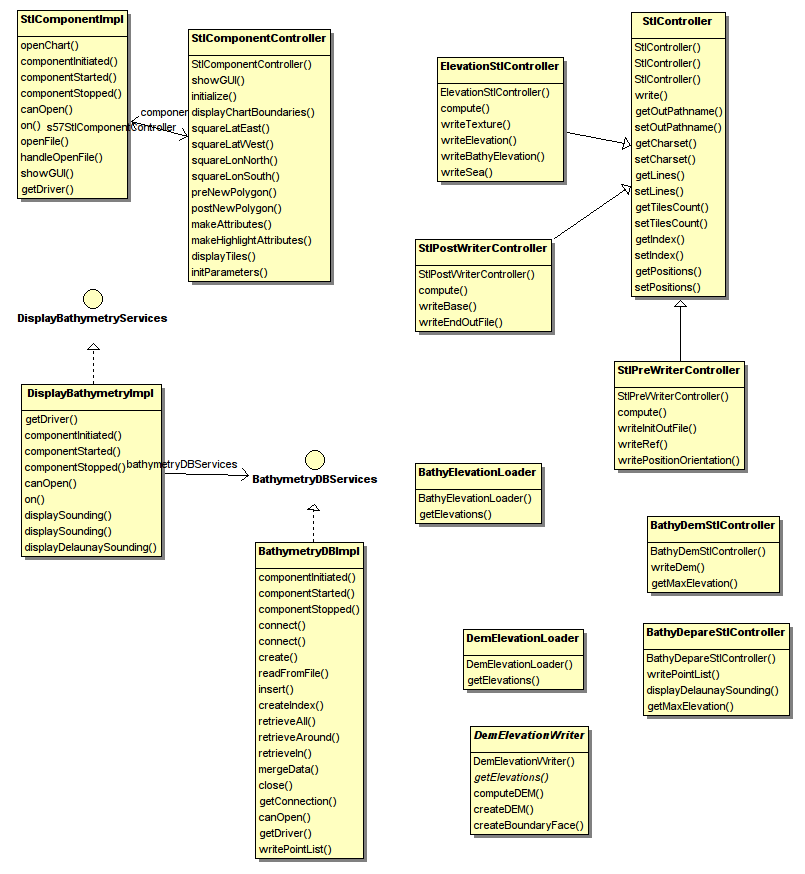 StlComponentImpl
openChart()
componentInitiated()
componentStarted()
componentStopped()
canOpen()
on()
openFile()
handleOpenFile()
showGUI()
getDriver()
component
s57StlComponentController
StlComponentController
StlComponentController()
showGUI()
initialize()
displayChartBoundaries()
squareLatEast()
squareLatWest()
squareLonNorth()
squareLonSouth()
preNewPolygon()
postNewPolygon()
makeAttributes()
makeHighlightAttributes()
displayTiles()
initParameters()
ElevationStlController
ElevationStlController()
compute()
writeTexture()
writeElevation()
writeBathyElevation()
writeSea()
StlController
StlController()
StlController()
StlController()
write()
getOutPathname()
setOutPathname()
getCharset()
setCharset()
getLines()
setLines()
getTilesCount()
setTilesCount()
getIndex()
setIndex()
getPositions()
setPositions()
StlPostWriterController
StlPostWriterController()
compute()
writeBase()
writeEndOutFile()
StlPreWriterController
StlPreWriterController()
compute()
writeInitOutFile()
writeRef()
writePositionOrientation()
DisplayBathymetryServices
DisplayBathymetryImpl
getDriver()
componentInitiated()
componentStarted()
componentStopped()
canOpen()
on()
displaySounding()
displaySounding()
displayDelaunaySounding()
bathymetryDBServices
BathymetryDBServices
BathymetryDBImpl
componentInitiated()
componentStarted()
componentStopped()
connect()
connect()
create()
readFromFile()
insert()
createIndex()
retrieveAll()
retrieveAround()
retrieveIn()
mergeData()
close()
getConnection()
canOpen()
getDriver()
writePointList()
BathyElevationLoader
BathyElevationLoader()
getElevations()
BathyDemStlController
BathyDemStlController()
writeDem()
getMaxElevation()
DemElevationLoader
DemElevationLoader()
getElevations()
BathyDepareStlController
BathyDepareStlController()
writePointList()
displayDelaunaySounding()
getMaxElevation()
DemElevationWriter
DemElevationWriter()
getElevations()
computeDEM()
createDEM()
createBoundaryFace()